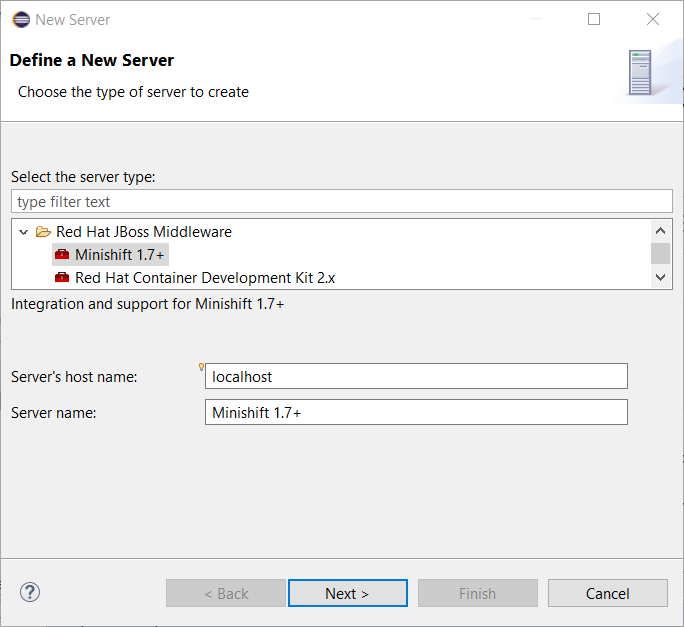 New Server
Define a New Server
Choose the type of server to create
Select the server type:
type filter text
Red Hat JBoss Middleware
Minishift 1.7+
Red Hat Container Development Kit 2.x
Integration and support for Minishift 1.7+
Server's host name: localhost
Server name: Minishift 1.7+
? < Back Next > Finish Cancel